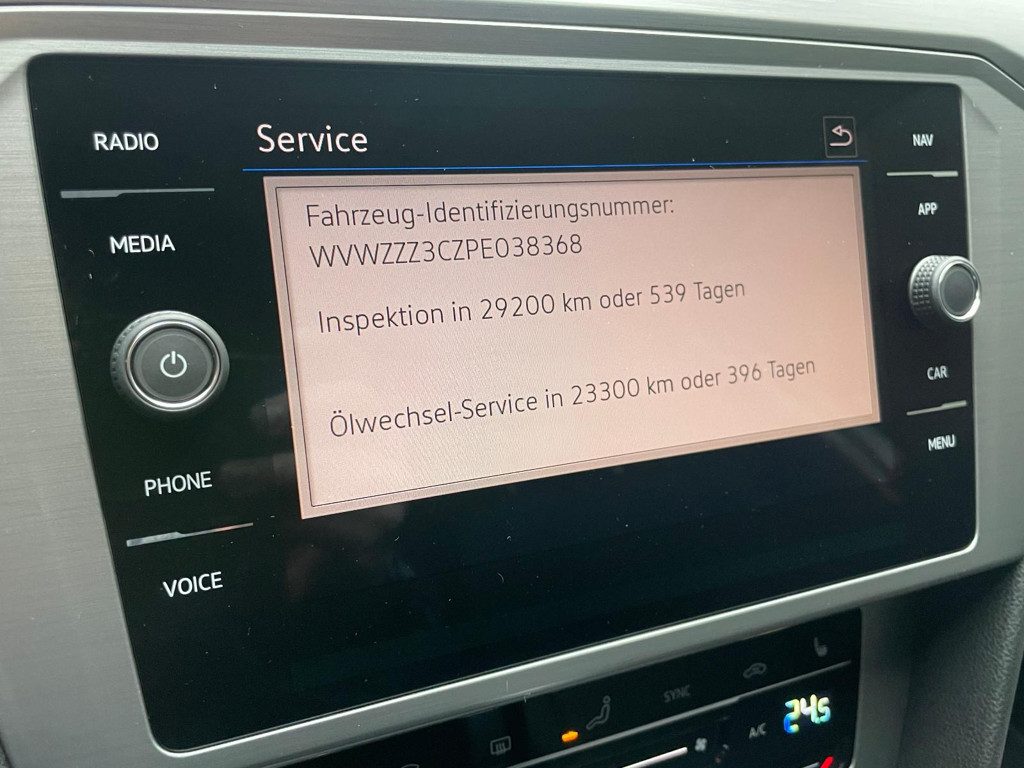 RADIO
MEDIA
PHONE
VOICE
Service
Fahrzeug-Identifizierungsnummer:
WVWZZZ3CZPE038368
Inspektion in 29200 km oder 539 Tagen
Ölwechsel-Service in 23300 km oder 396 Tagen
NAV
APP
CAR
MENU
SYNC
A/C
24.5